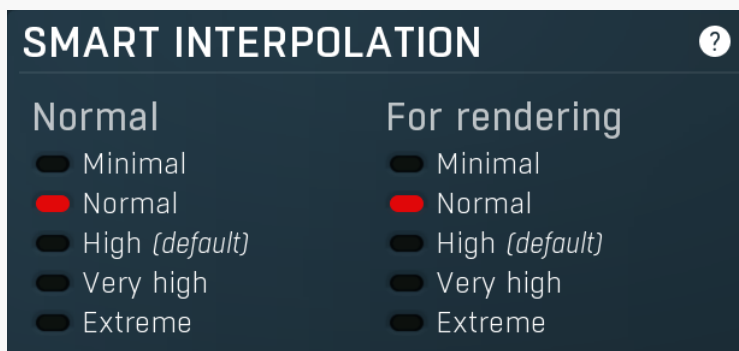 SMART INTERPOLATION ?
Normal
Minimal
Normal
High (default)
Very high
Extreme
For rendering
Minimal
Normal
High (default)
Very high
Extreme